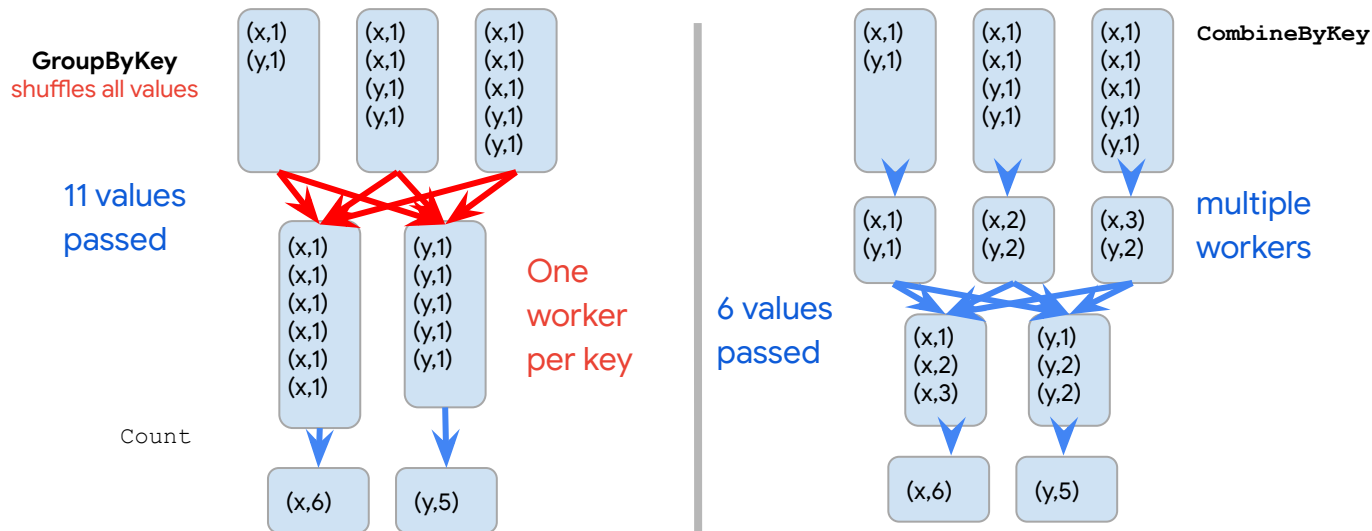 GroupByKey
shuffles all values
(x,1)
(y,1)
(x,1)
(x,1)
(y,1)
(y,1)
(x,1)
(x,1)
(x,1)
(y,1)
(y,1)
11 values
passed
(x,1)
(x,1)
(x,1)
(x,1)
(x,1)
(x,1)
(y,1)
(y,1)
(y,1)
(y,1)
(y,1)
One
worker
per key
Count
(x,6)
(y,5)
CombineByKey
(x,1)
(y,1)
(x,1)
(x,1)
(y,1)
(y,1)
(x,1)
(x,1)
(x,1)
(y,1)
(y,1)
(x,1)
(y,1)
(x,2)
(y,2)
(x,3)
(y,2)
multiple
workers
6 values
passed
(x,1)
(x,2)
(x,3)
(y,1)
(y,2)
(y,2)
(x,6)
(y,5)